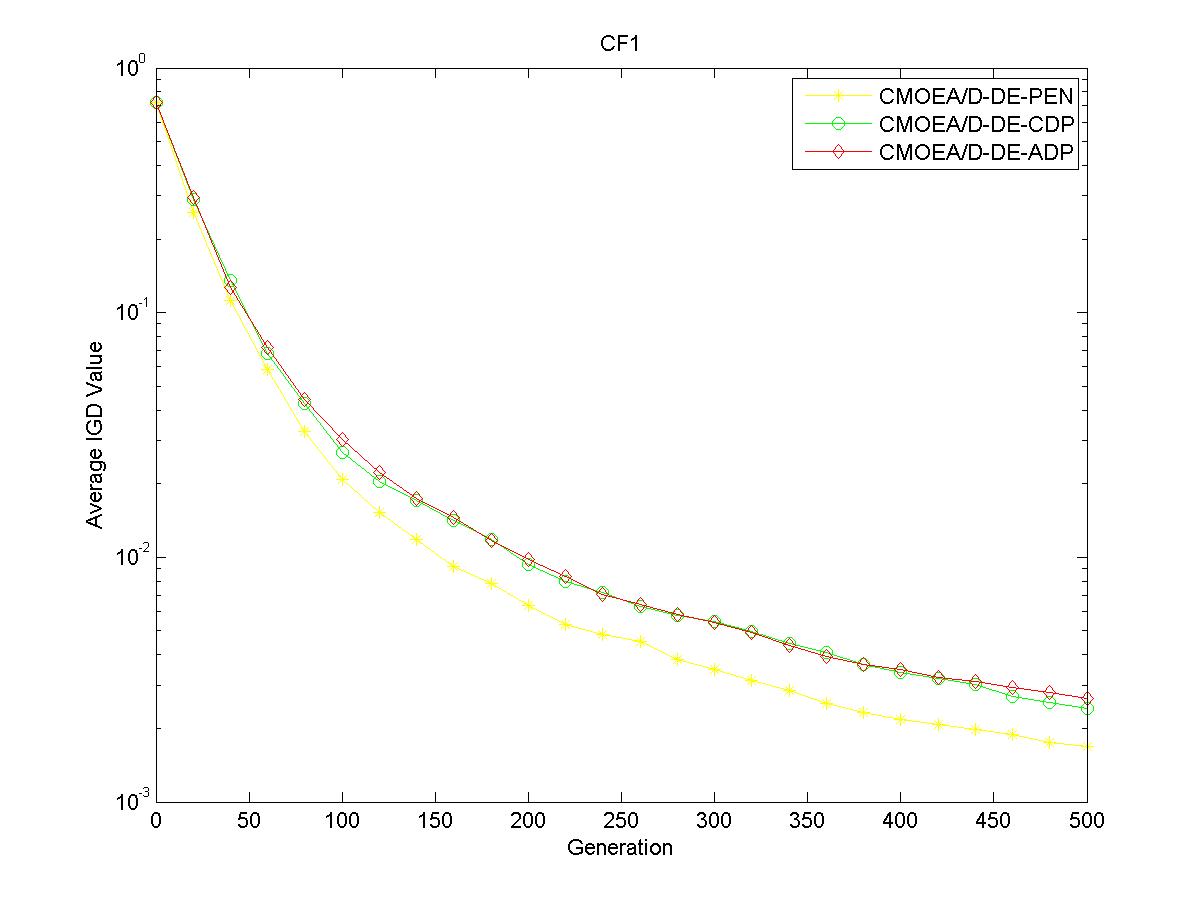 CF1
10^0
10^-1
10^-2
10^-3
Average IGD Value
CMOEA/D-DE-PEN
CMOEA/D-DE-CDP
CMOEA/D-DE-ADP
0 50 100 150 200 250 300 350 400 450 500
Generation